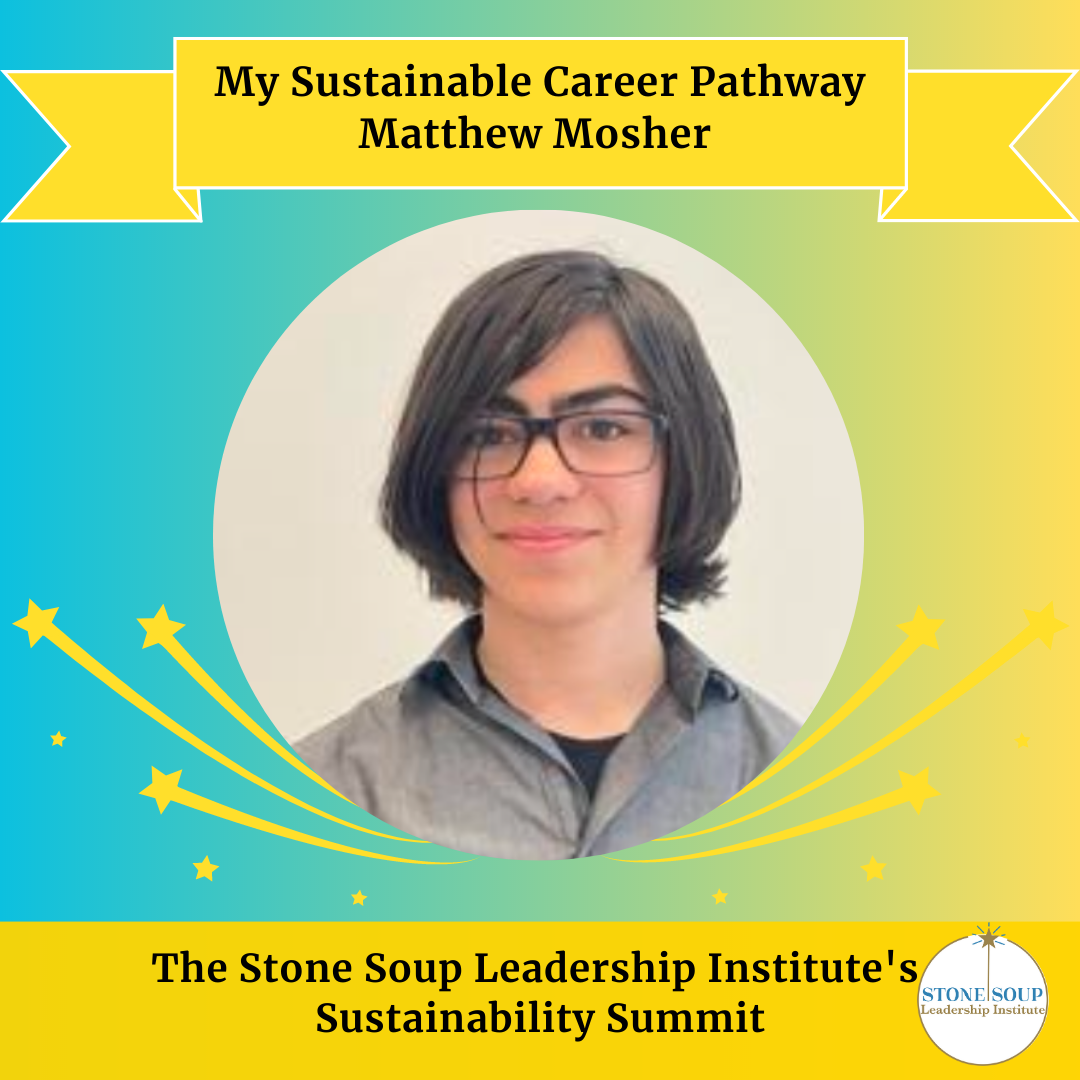 My Sustainable Career Pathway
Matthew Mosher
The Stone Soup Leadership Institute's
Sustainability Summit
STONE SOUP
Leadership Institute